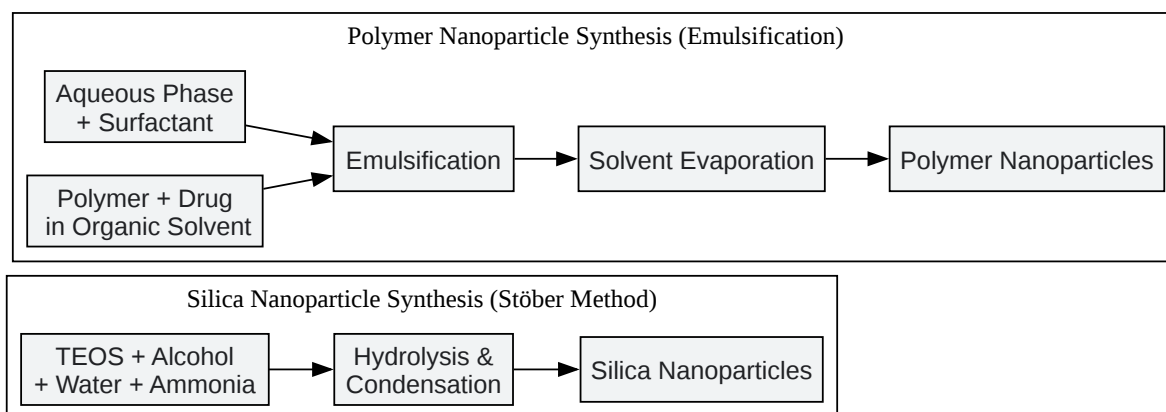 Polymer Nanoparticle Synthesis (Emulsification)
Aqueous Phase
+ Surfactant
Polymer + Drug
in Organic Solvent
Emulsification
Solvent Evaporation
Polymer Nanoparticles
Silica Nanoparticle Synthesis (Stöber Method)
TEOS + Alcohol
+ Water + Ammonia
Hydrolysis &
Condensation
Silica Nanoparticles